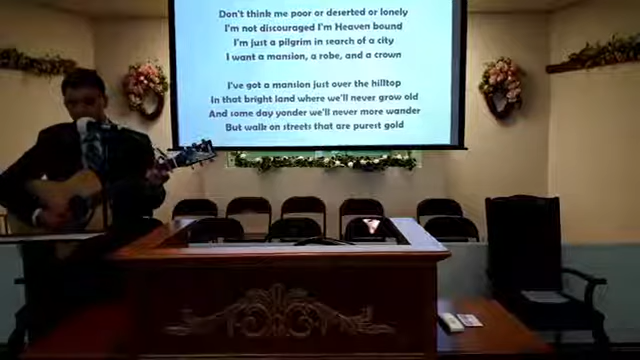 Don't think me poor or deserted or lonely
I'm not discouraged I'm Heaven bound
I'm just a pilgrim in search of a city
I want a mansion, a robe, and a crown
I've got a mansion just over the hilltop
In that bright land where we'll never grow old
And some day yonder we'll never more wander
But walk on streets that are purest gold